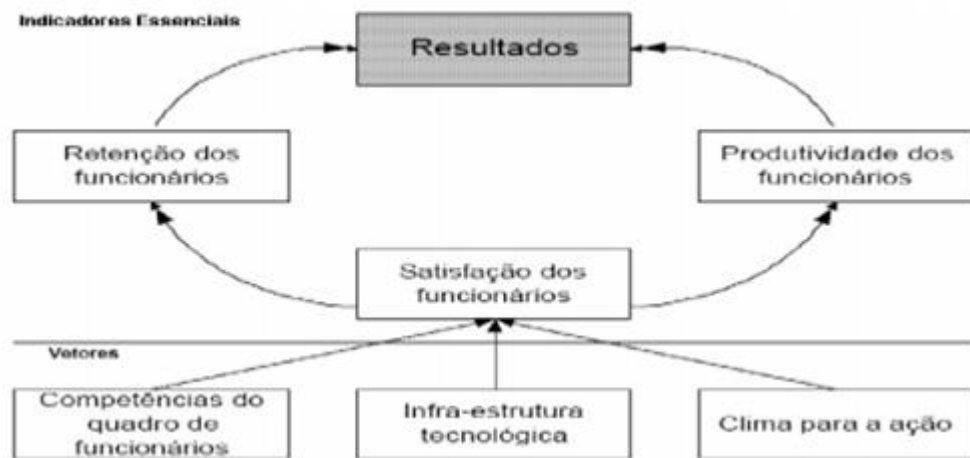 Indicadores Essenciais
Resultados
Retenção dos
funcionários
Produtividade dos
funcionários
Satisfação dos
funcionários
Vetores
Competências do
quadro de
funcionários
Infra-estrutura
tecnológica
Clima para a ação